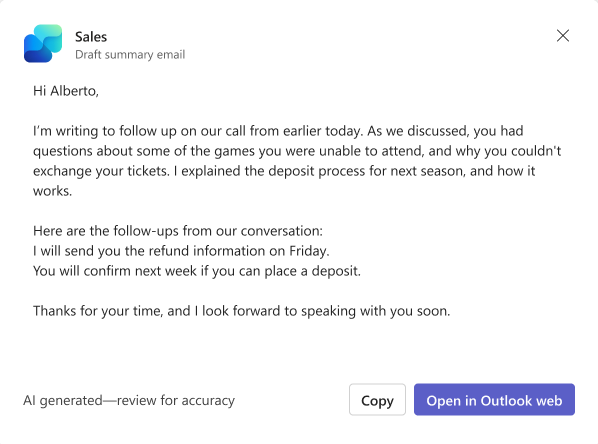 Sales
Draft summary email
Hi Alberto,
I’m writing to follow up on our call from earlier today. As we discussed, you had
questions about some of the games you were unable to attend, and why you couldn't
exchange your tickets. I explained the deposit process for next season, and how it
works.
Here are the follow-ups from our conversation:
I will send you the refund information on Friday.
You will confirm next week if you can place a deposit.
Thanks for your time, and I look forward to speaking with you soon.
AI generated—review for accuracy
Copy
Open in Outlook web